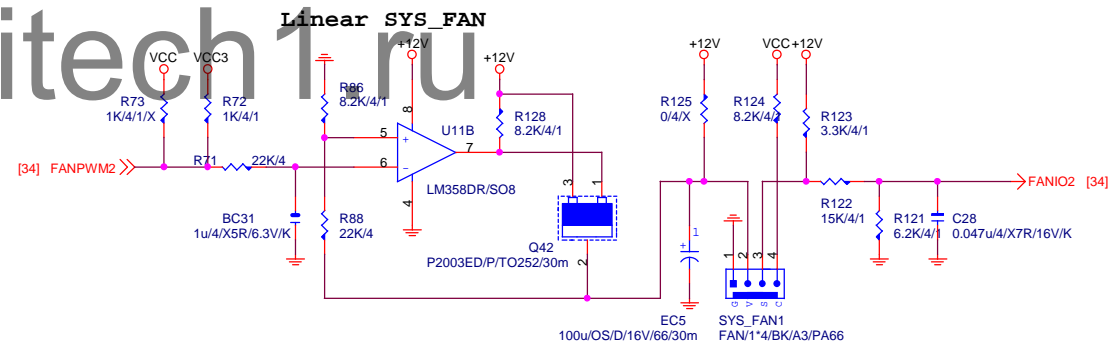 Linear SYS_FAN
itech1.ru
VCC
VCC3
+12V
+12V
+12V
VCC
+12V
R73
1K/4/1/X
R72
1K/4/1
R86
8.2K/4/1
R128
8.2K/4/1
R125
0/4/X
R124
8.2K/4/1
R123
3.3K/4/1
8
5
+
U11B
7
6
-
4
LM358DR/SO8
[34] FANPWM2
R71
22K/4
3
1
FANIO2 [34]
BC31
1u/4/X5R/6.3V/K
R88
22K/4
Q42
P2003ED/P/TO252/30m
2
R122
15K/4/1
R121
6.2K/4/1
C28
0.047u/4/X7R/16V/K
1
+
1
2
3
4
G
V
S
C
EC5
100u/OS/D/16V/66/30m
SYS_FAN1
FAN/1*4/BK/A3/PA66